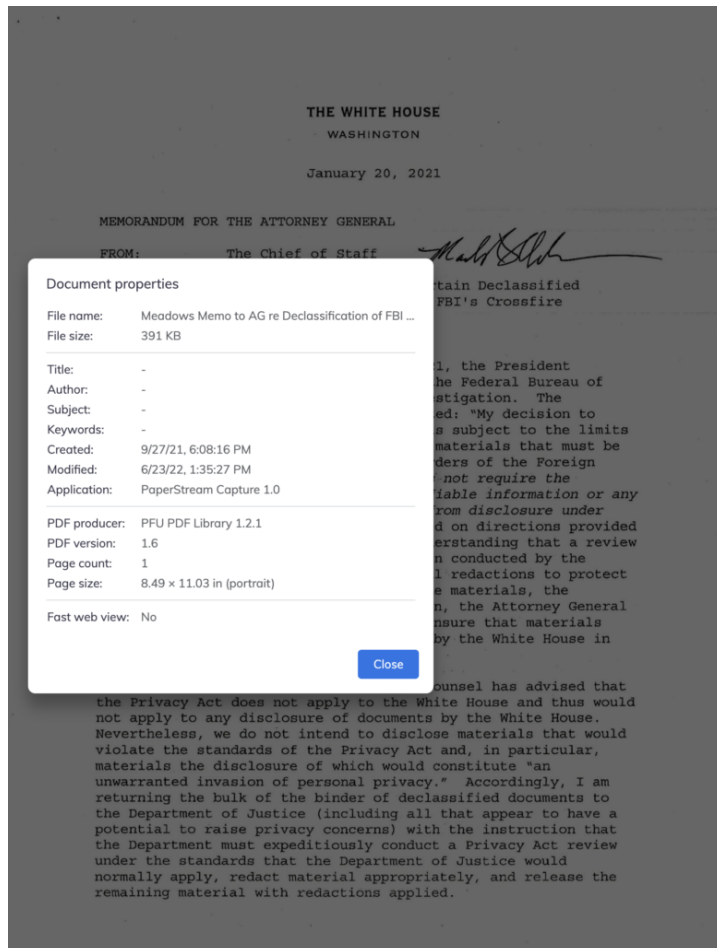 THE WHITE HOUSE
WASHINGTON
January 20, 2021
MEMORANDUM FOR THE ATTORNEY GENERAL
FROM: The Chief of Staff
tain Declassified
FBI's Crossfire
Document properties
File name: Meadows Memo to AG re Declassification of FBI ...
File size: 391 KB
Title: -
Author: -
Subject: -
Keywords: -
Created: 9/27/21, 6:08:16 PM
Modified: 6/23/22, 1:35:27 PM
Application: PaperStream Capture 1.0
PDF producer: PFU PDF Library 1.2.1
PDF version: 1.6
Page count: 1
Page size: 8.49 × 11.03 in (portrait)
Fast web view: No
Close
1, the President
he Federal Bureau of
stigation. The
ed: "My decision to
s subject to the limits
materials that must be
ders of the Foreign
not require the
iable information or any
rom disclosure under
d on directions provided
erstanding that a review
n conducted by the
l redactions to protect
e materials, the
n, the Attorney General
nsure that materials
by the White House in
ounsel has advised that
the Privacy Act does not apply to the White House and thus would
not apply to any disclosure of documents by the White House.
Nevertheless, we do not intend to disclose materials that would
violate the standards of the Privacy Act and, in particular,
materials the disclosure of which would constitute "an
unwarranted invasion of personal privacy." Accordingly, I am
returning the bulk of the binder of declassified documents to
the Department of Justice (including all that appear to have a
potential to raise privacy concerns) with the instruction that
the Department must expeditiously conduct a Privacy Act review
under the standards that the Department of Justice would
normally apply, redact material appropriately, and release the
remaining material with redactions applied.